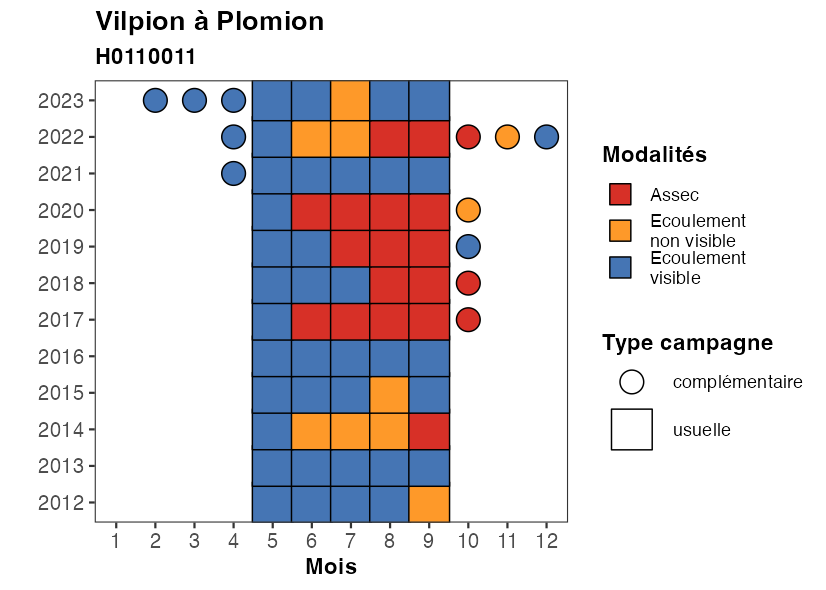 Vilpion à Plomion
H0110011
2023
2022
2021
2020
2019
2018
2017
2016
2015
2014
2013
2012
1 2 3 4 5 6 7 8 9 10 11 12
Mois
Modalités
Assec
Ecoulement
non visible
Ecoulement
visible
Type campagne
complémentaire
usuelle